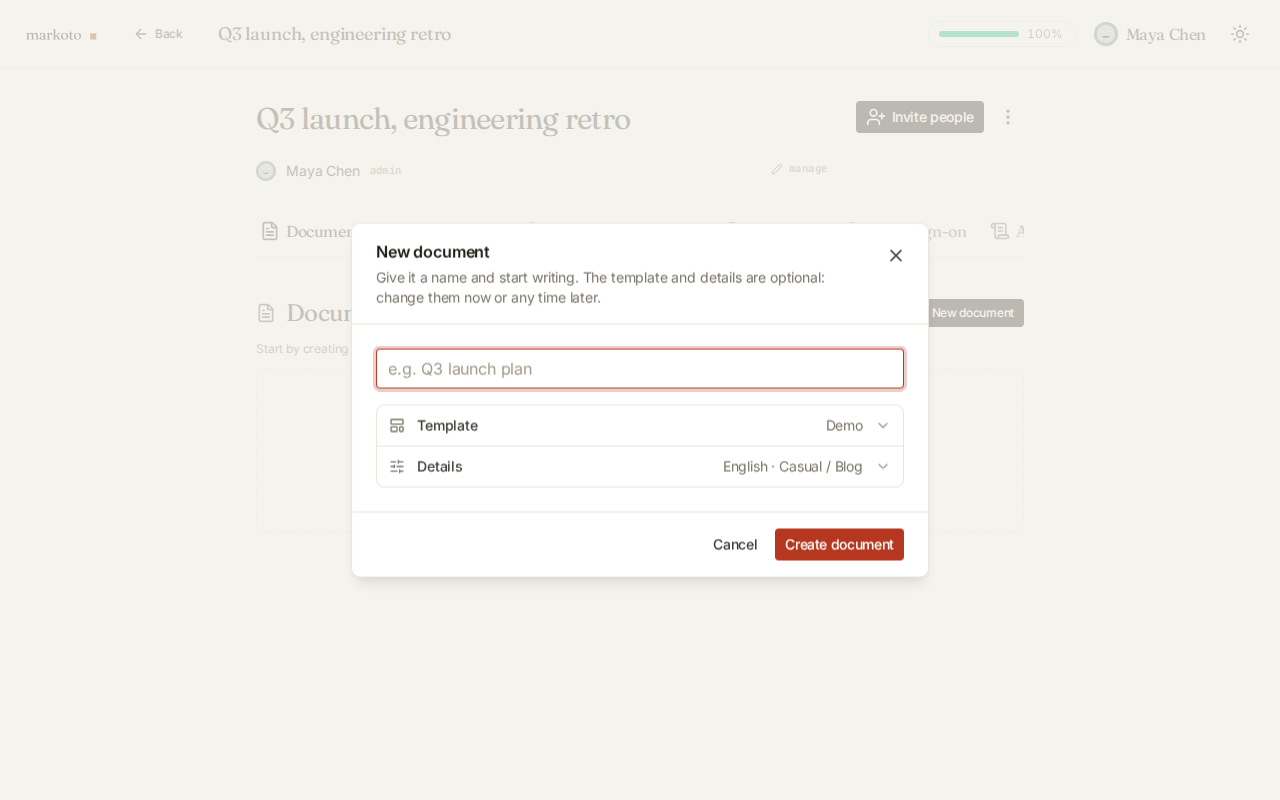 markoto
Back
Q3 launch, engineering retro
100%
Maya Chen
Q3 launch, engineering retro
Invite people
Maya Chen admin
manage
New document
Give it a name and start writing. The template and details are optional:
change them now or any time later.
Start by creating
New document
e.g. Q3 launch plan
Template
Demo
Details
English · Casual / Blog
Cancel
Create document